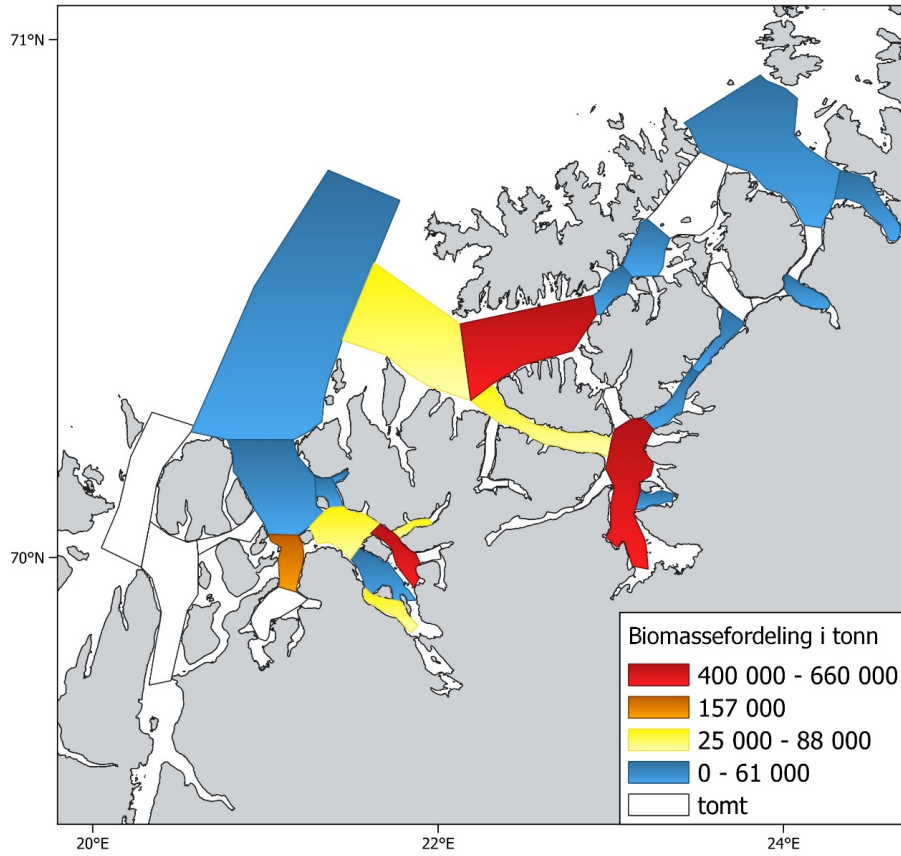 71°N
70°N
Biomassefordeling i tonn
400 000 - 660 000
157 000
25 000 - 88 000
0 - 61 000
tomt
20°E
22°E
24°E